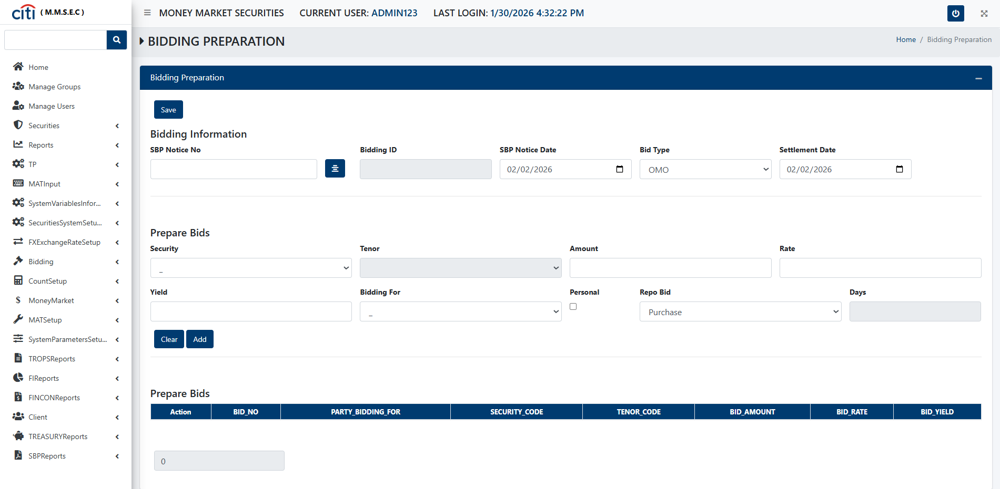 citi ( M.M.S.E.C )
MONEY MARKET SECURITIES CURRENT USER: ADMIN123 LAST LOGIN: 1/30/2026 4:32:22 PM
BIDDING PREPARATION
Home / Bidding Preparation
Home
Manage Groups
Manage Users
Securities
Reports
TP
MATInput
SystemVariablesInfor...
SecuritiesSystemSetu...
FXExchangeRateSetup
Bidding
CountSetup
MoneyMarket
MATSetup
SystemParametersSetu...
TROPSReports
FIReports
FINCONReports
Client
TREASURYReports
SBPReports
Bidding Preparation
Save
Bidding Information
SBP Notice No Bidding ID SBP Notice Date Bid Type Settlement Date
02/02/2026 OMO 02/02/2026
Prepare Bids
Security Tenor Amount Rate
_
Yield Bidding For Personal Repo Bid Days
_ Purchase
Clear Add
Prepare Bids
Action BID_NO PARTY_BIDDING_FOR SECURITY_CODE TENOR_CODE BID_AMOUNT BID_RATE BID_YIELD
0